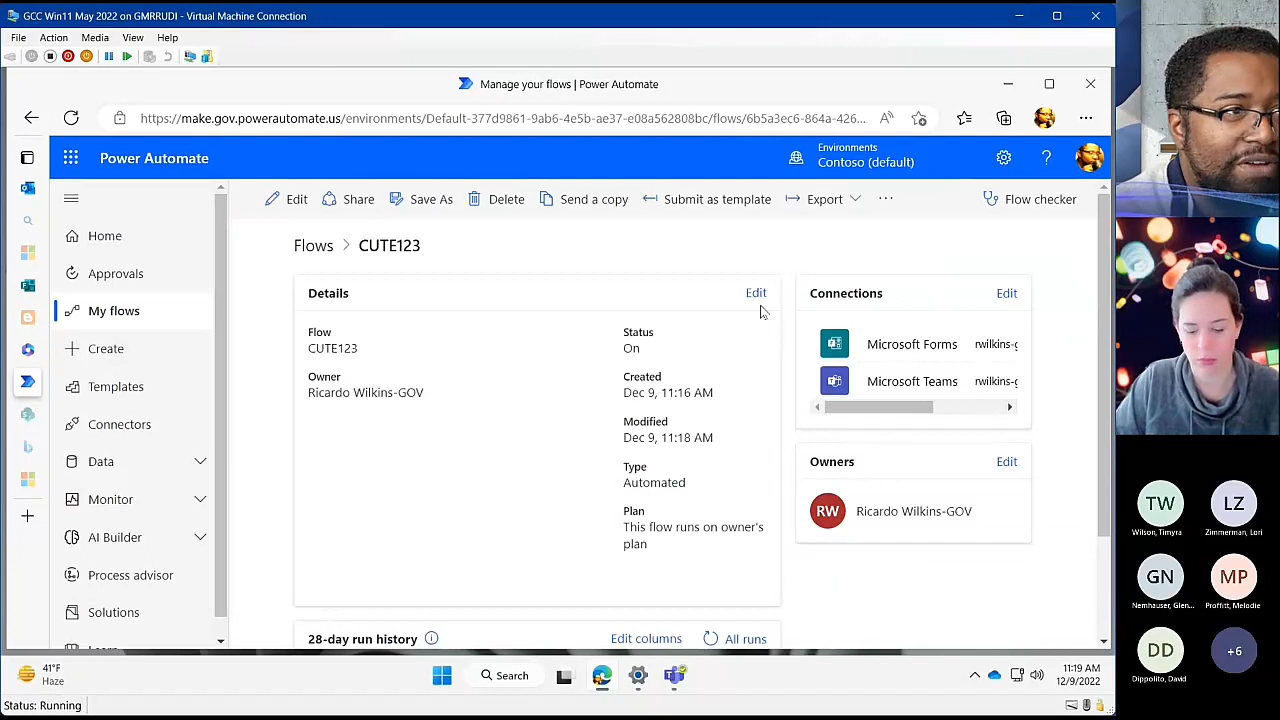 GCC Win11 May 2022 on GMRRUDI - Virtual Machine Connection
File Action Media View Help
Manage your flows | Power Automate
https://make.gov.powerautomate.us/environments/Default-377d9861-9ab6-4e5b-ae37-e08a562808bc/flows/6b5a3ec6-864a-426...
Power Automate
Environments
Contoso (default)
Edit Share Save As Delete Send a copy Submit as template Export ... Flow checker
Home
Approvals
My flows
Create
Templates
Connectors
Data
Monitor
AI Builder
Process advisor
Solutions
Flows > CUTE123
Details Edit
Flow
CUTE123
Owner
Ricardo Wilkins-GOV
Status
On
Created
Dec 9, 11:16 AM
Modified
Dec 9, 11:18 AM
Type
Automated
Plan
This flow runs on owner's
plan
Connections Edit
Microsoft Forms rwilkins-g
Microsoft Teams rwilkins-g
Owners Edit
RW Ricardo Wilkins-GOV
28-day run history Edit columns All runs
41°F
Haze
Search
11:19 AM
12/9/2022
Status: Running
TW LZ
Wilson, Timyra Zimmerman, Lori
GN MP
Nemhauser, Glen... Proffitt, Melodie
DD +6
Dippolito, David